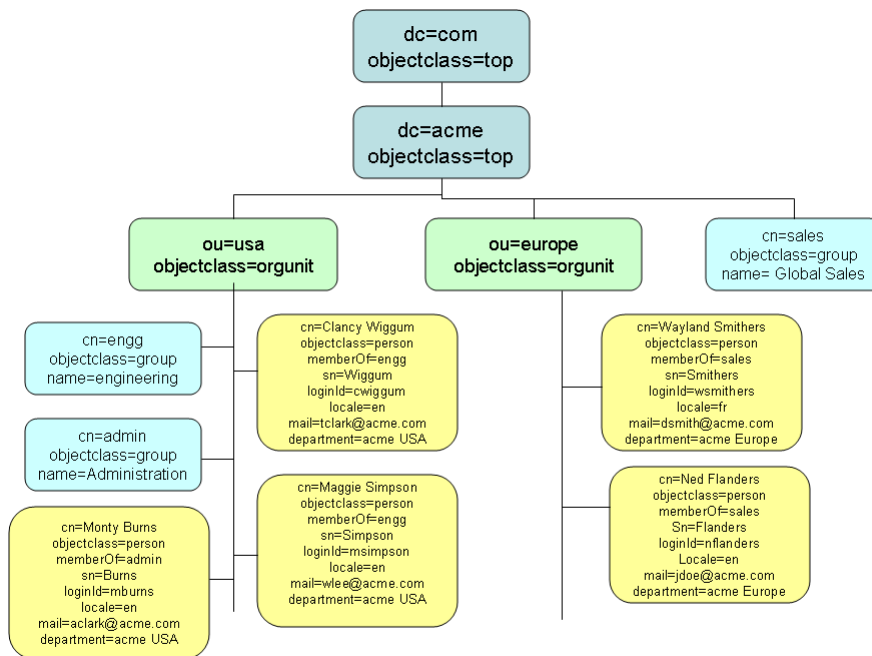 dc=com
objectclass=top
dc=acme
objectclass=top
ou=usa
objectclass=orgunit
ou=europe
objectclass=orgunit
cn=sales
objectclass=group
name= Global Sales
cn=engg
objectclass=group
name=engineering
cn=Clancy Wiggum
objectclass=person
memberOf=engg
sn=Wiggum
loginId=cwiggum
locale=en
mail=tclark@acme.com
department=acme USA
cn=Wayland Smithers
objectclass=person
memberOf=sales
sn=Smithers
loginId=wsmithers
locale=fr
mail=dsmith@acme.com
department=acme Europe
cn=admin
objectclass=group
name=Administration
cn=Maggie Simpson
objectclass=person
memberOf=engg
sn=Simpson
loginId=msimpson
locale=en
mail=wlee@acme.com
department=acme USA
cn=Ned Flanders
objectclass=person
memberOf=sales
Sn=Flanders
loginId=nflanders
Locale=en
mail=jdoe@acme.com
department=acme Europe
cn=Monty Burns
objectclass=person
memberOf=admin
sn=Burns
loginId=mburns
locale=en
mail=aclark@acme.com
department=acme USA